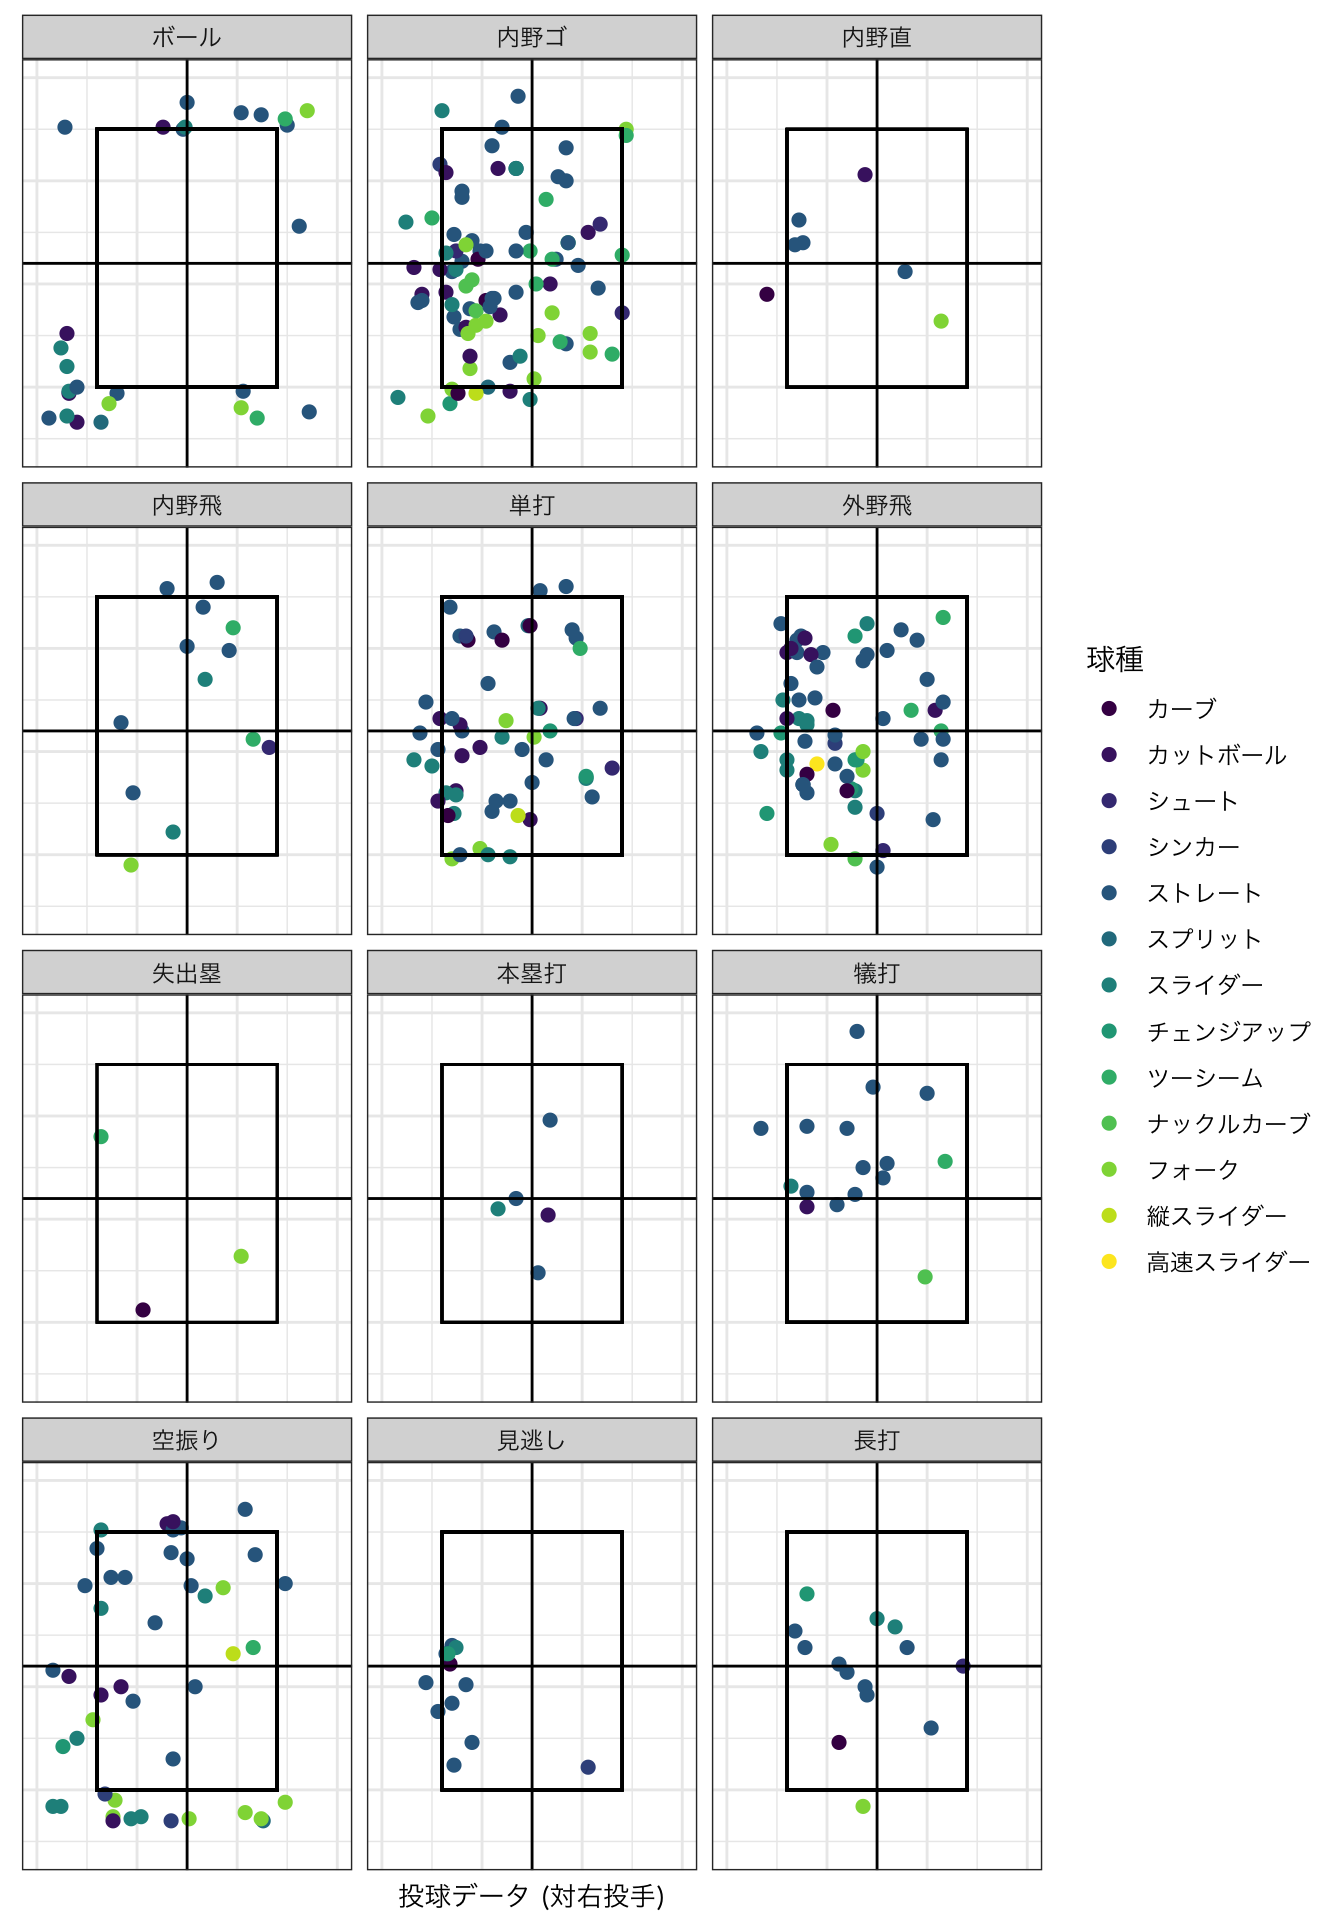 ボール
内野ゴ
内野直
内野飛
単打
外野飛
失出塁
本塁打
犠打
空振り
見逃し
長打
投球データ (対右投手)
球種
カーブ
カットボール
シュート
シンカー
ストレート
スプリット
スライダー
チェンジアップ
ツーシーム
ナックルカーブ
フォーク
縦スライダー
高速スライダー